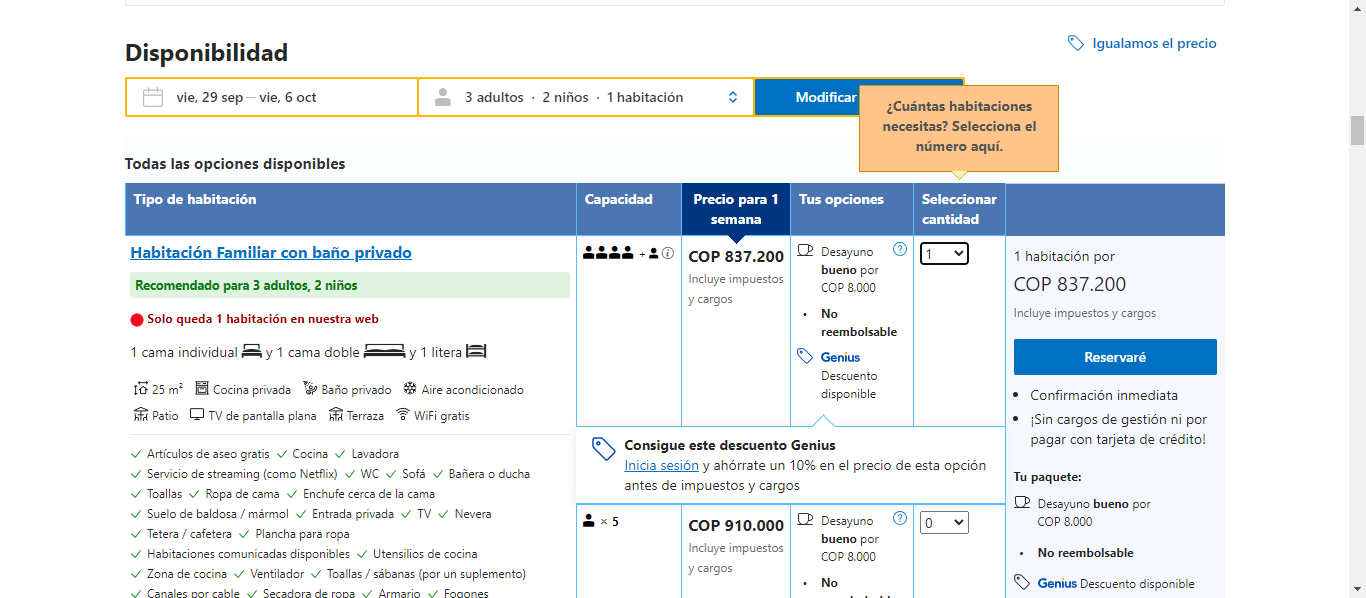 Disponibilidad
Igualamos el precio
vie, 29 sep — vie, 6 oct
3 adultos · 2 niños · 1 habitación
Modificar
¿Cuántas habitaciones
necesitas? Selecciona el
número aquí.
Todas las opciones disponibles
Tipo de habitación
Capacidad
Precio para 1
semana
Tus opciones
Seleccionar
cantidad
Habitación Familiar con baño privado
Recomendado para 3 adultos, 2 niños
Solo queda 1 habitación en nuestra web
1 cama individual y 1 cama doble y 1 litera
25 m² Cocina privada Baño privado Aire acondicionado
Patio TV de pantalla plana Terraza WiFi gratis
Artículos de aseo gratis Cocina Lavadora
Servicio de streaming (como Netflix) WC Sofá Bañera o ducha
Toallas Ropa de cama Enchufe cerca de la cama
Suelo de baldosa / mármol Entrada privada TV Nevera
Tetera / cafetera Plancha para ropa
Habitaciones comunicadas disponibles Utensilios de cocina
Zona de cocina Ventilador Toallas / sábanas (por un suplemento)
Canales por cable Secadora de ropa Armario Fogones
+
COP 837.200
Incluye impuestos
y cargos
Desayuno
bueno por
COP 8.000
• No
reembolsable
Genius
Descuento
disponible
1
Consigue este descuento Genius
Inicia sesión y ahórrate un 10% en el precio de esta opción
antes de impuestos y cargos
× 5
COP 910.000
Incluye impuestos
y cargos
Desayuno
bueno por
COP 8.000
• No
0
1 habitación por
COP 837.200
Incluye impuestos y cargos
Reservaré
• Confirmación inmediata
• ¡Sin cargos de gestión ni por
pagar con tarjeta de crédito!
Tu paquete:
Desayuno bueno por
COP 8.000
• No reembolsable
Genius Descuento disponible